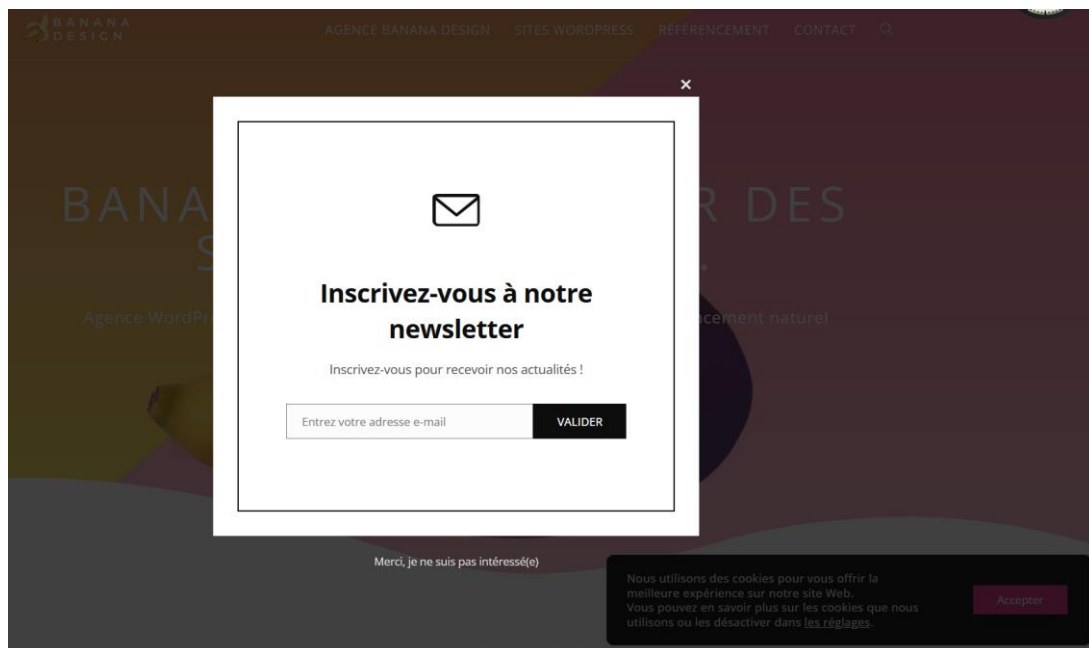 BANANA
DESIGN
AGENCE BANANA DESIGN SITES WORDPRESS RÉFÉRENCEMENT CONTACT
×
BANA R DES
S .
Agence WordPr cement naturel
Inscrivez-vous à notre
newsletter
Inscrivez-vous pour recevoir nos actualités !
Entrez votre adresse e-mail VALIDER
Merci, je ne suis pas intéressé(e)
Nous utilisons des cookies pour vous offrir la
meilleure expérience sur notre site Web.
Vous pouvez en savoir plus sur les cookies que nous
utilisons ou les désactiver dans les réglages.
Accepter